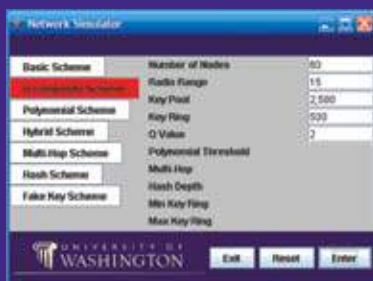 Network Simulator
Basic Scheme
Q-Composite Scheme
Polynomial Scheme
Hybrid Scheme
Multi-Hop Scheme
Hash Scheme
Fake Key Scheme
Number of Nodes 80
Radio Range 15
Key Pool 2,500
Key Ring 500
Q Value 2
Polynomial Threshold
Multi-Hop
Hash Depth
Min Key Ring
Max Key Ring
UNIVERSITY OF
WASHINGTON
Exit Reset Enter